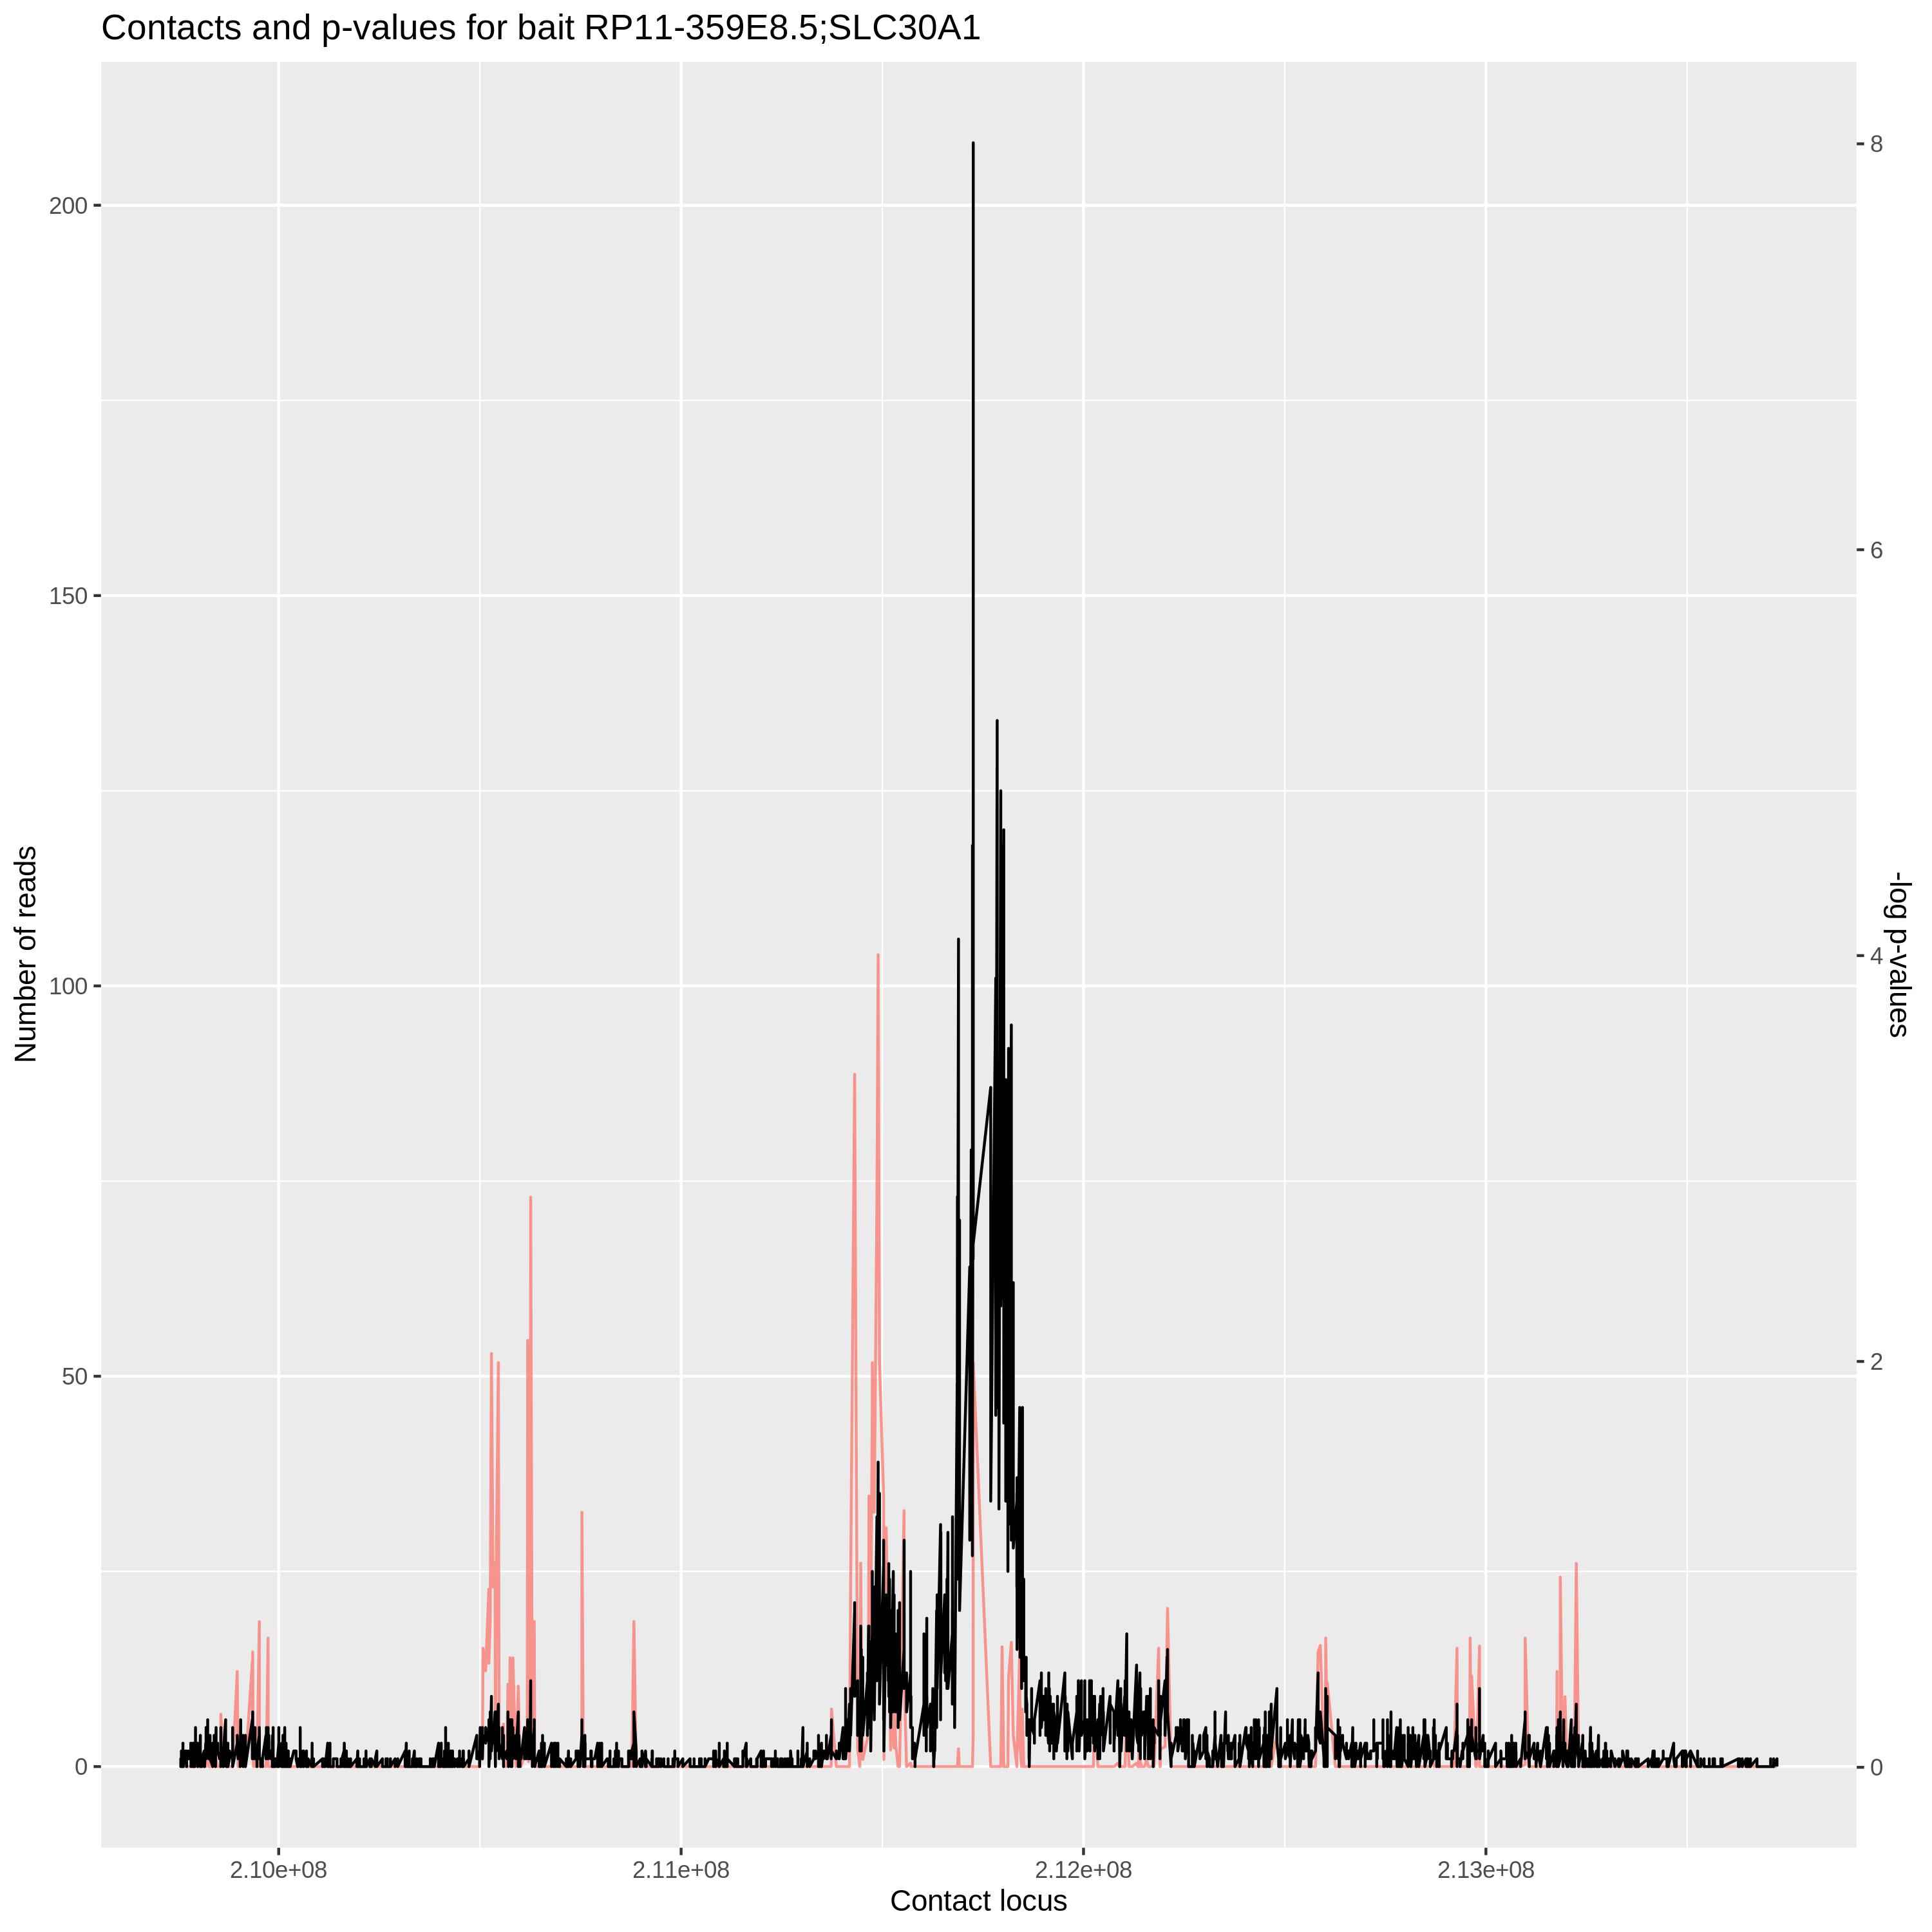 Contacts and p-values for bait RP11-359E8.5;SLC30A1
Number of reads
200
150
100
50
0
8
6
4
2
0
-log p-values
2.10e+08
2.11e+08
2.12e+08
2.13e+08
Contact locus